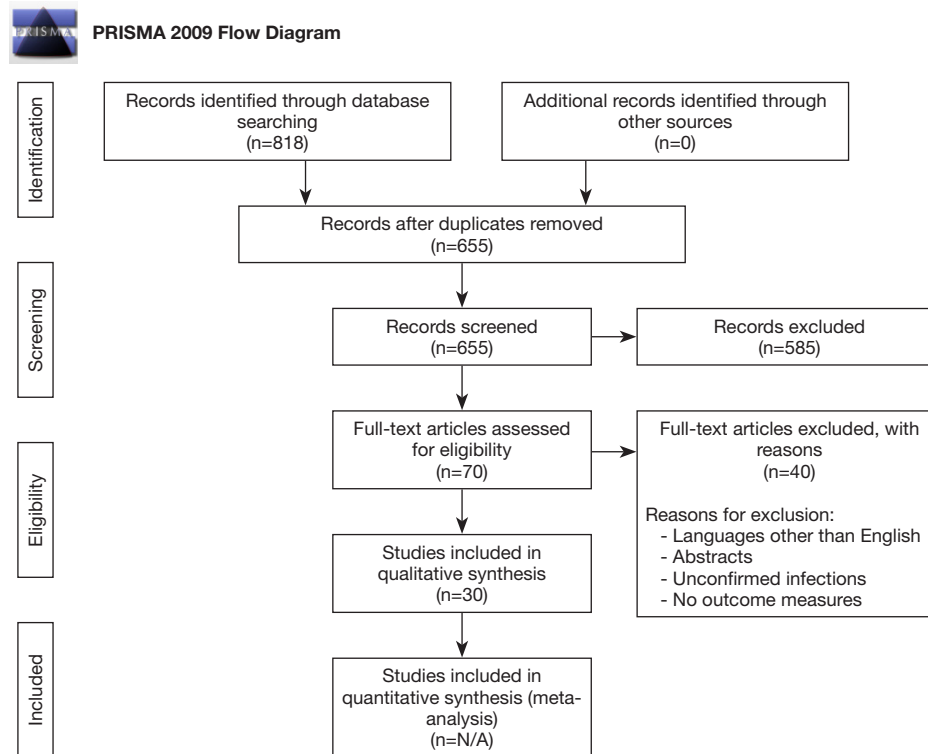 PRISMA
PRISMA 2009 Flow Diagram
Identification
Records identified through database
searching
(n=818)
Additional records identified through
other sources
(n=0)
Records after duplicates removed
(n=655)
Screening
Records screened
(n=655)
Records excluded
(n=585)
Eligibility
Full-text articles assessed
for eligibility
(n=70)
Full-text articles excluded, with
reasons
(n=40)
Reasons for exclusion:
- Languages other than English
- Abstracts
- Unconfirmed infections
- No outcome measures
Studies included in
qualitative synthesis
(n=30)
Included
Studies included in
quantitative synthesis (meta-
analysis)
(n=N/A)